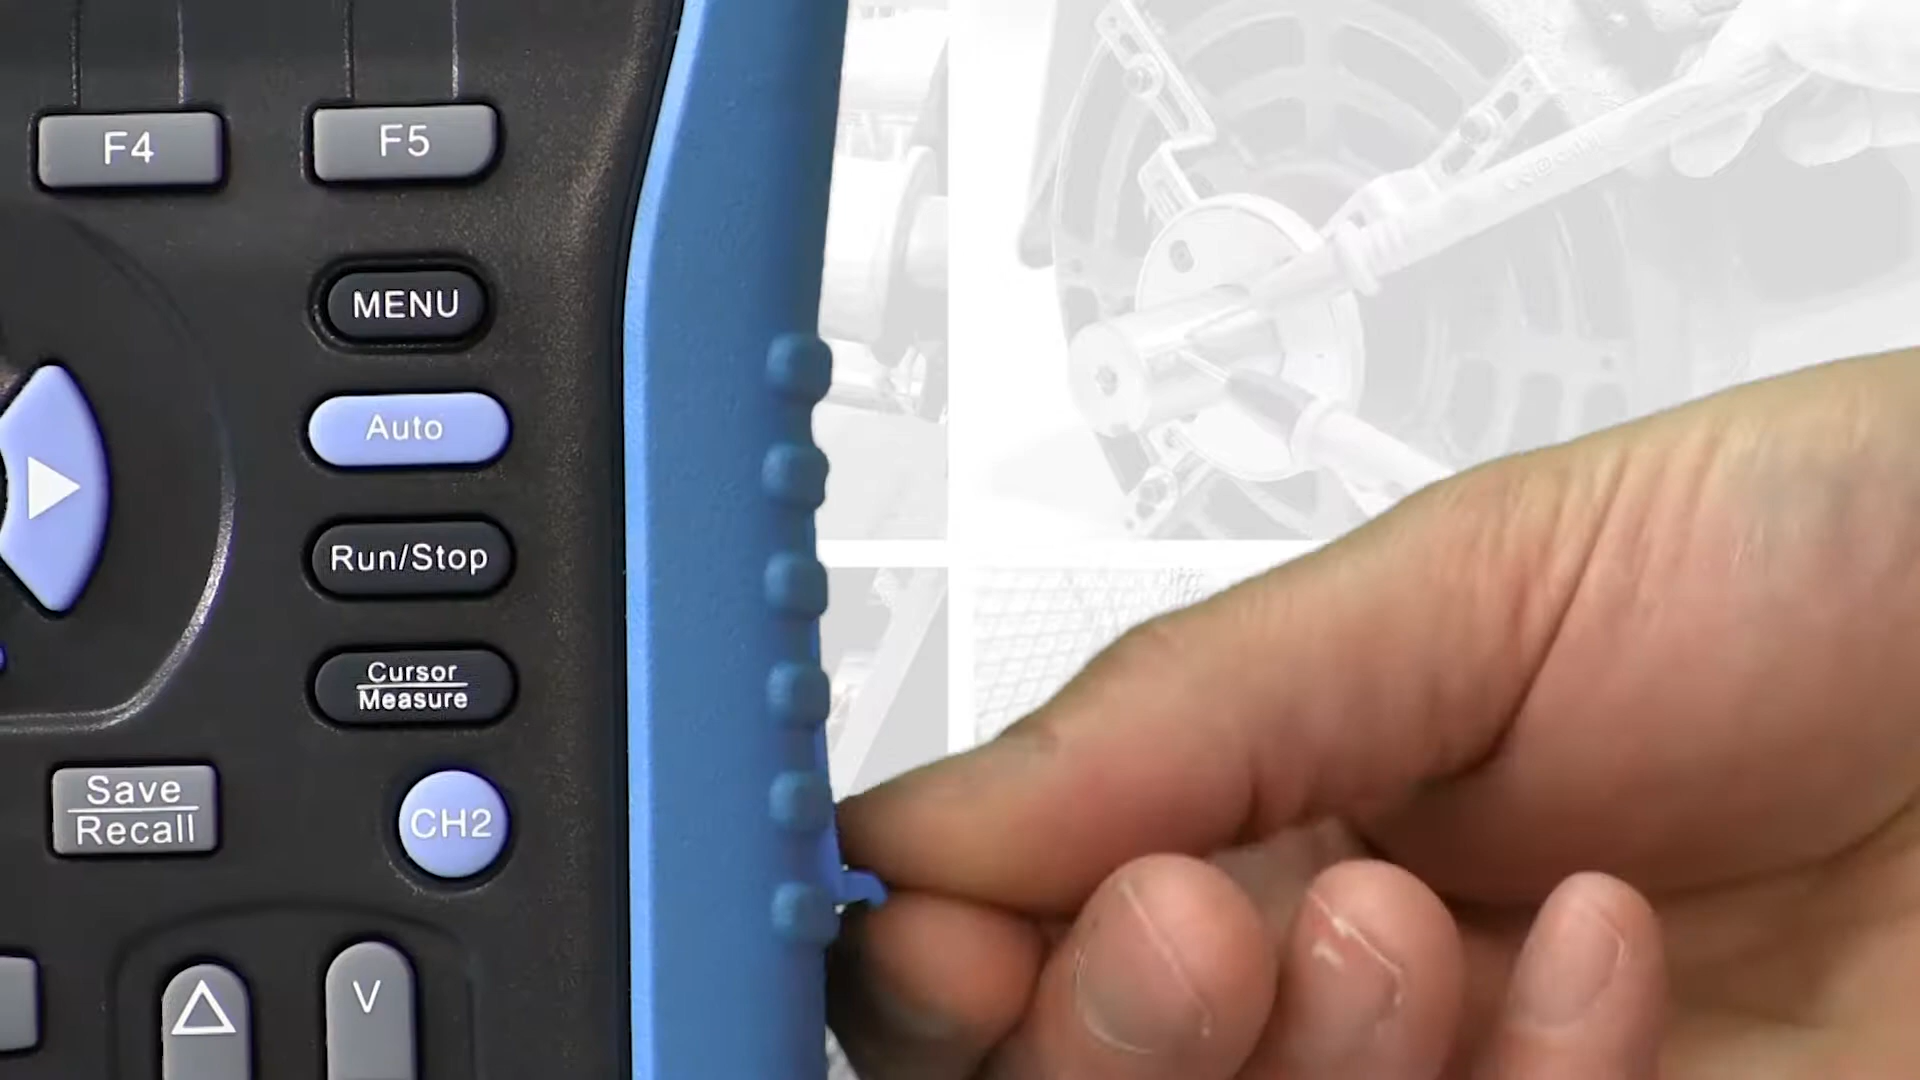 F4
F5
MENU
Auto
Run/Stop
Cursor
Measure
Save
Recall
CH2
V